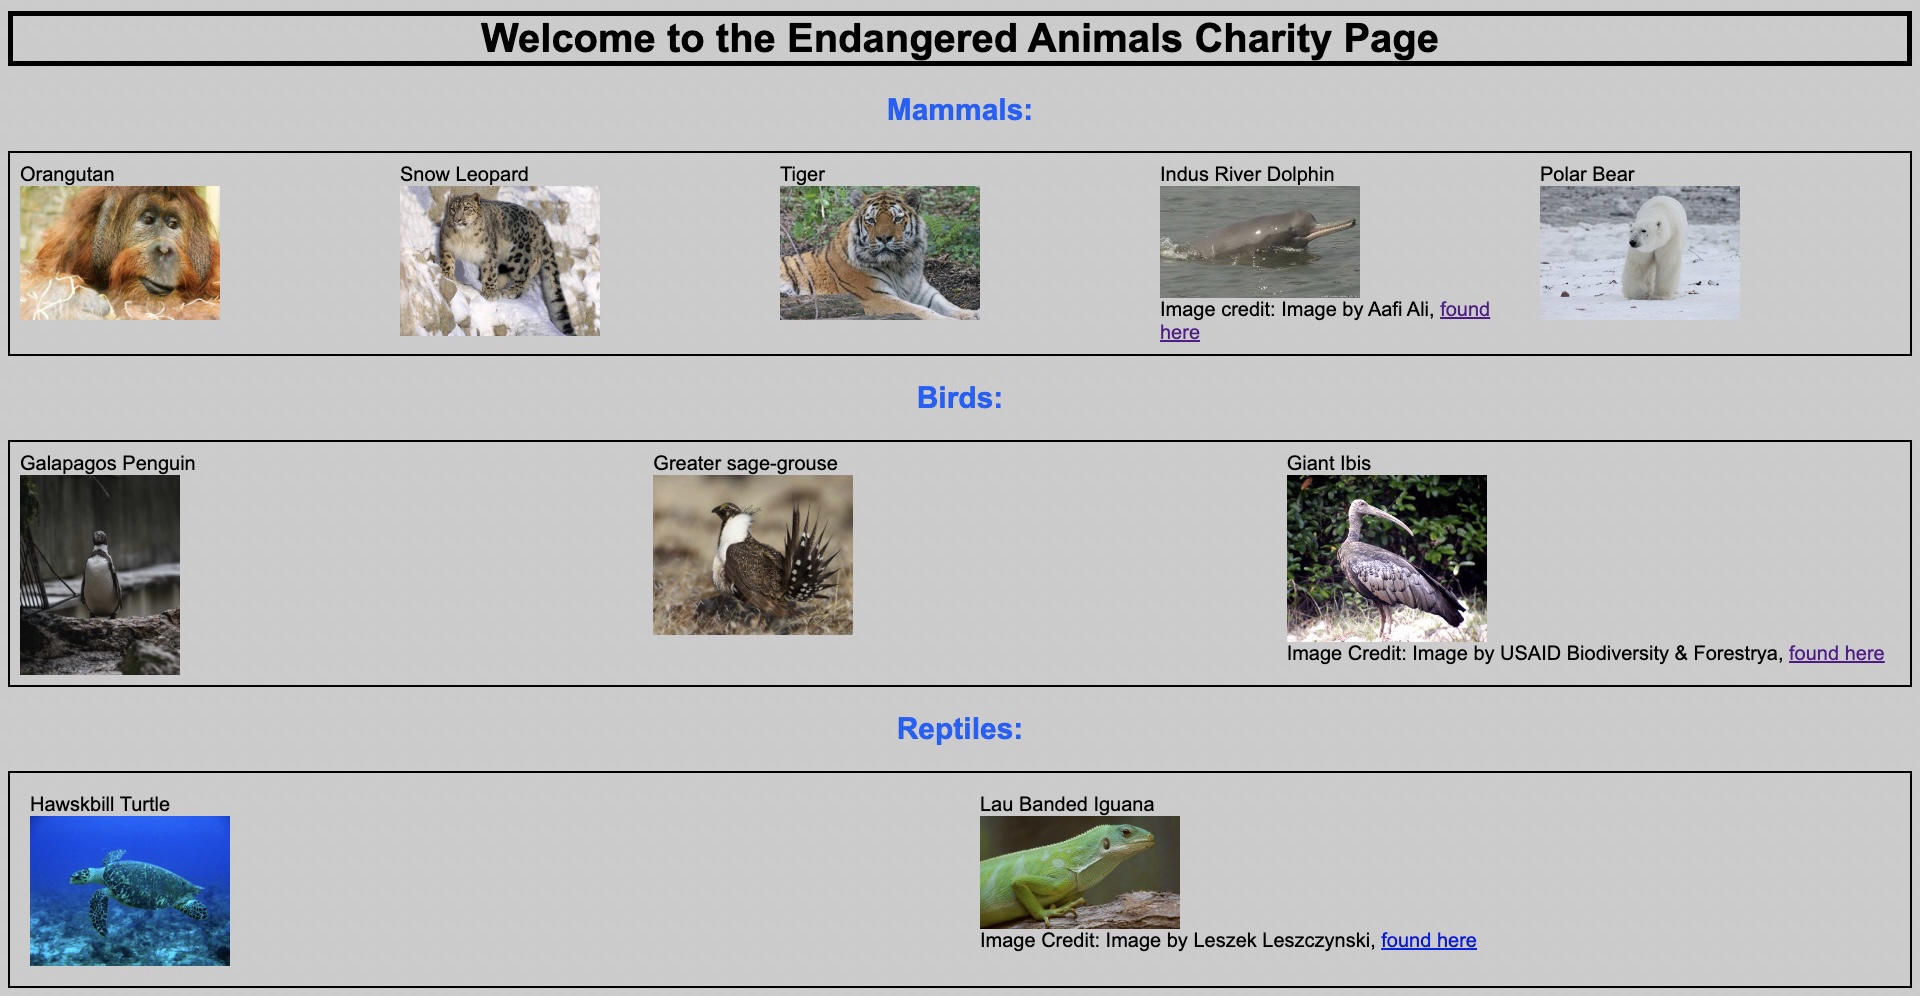 Welcome to the Endangered Animals Charity Page
Mammals:
Orangutan
Snow Leopard
Tiger
Indus River Dolphin
Image credit: Image by Aafi Ali, found
here
Polar Bear
Birds:
Galapagos Penguin
Greater sage-grouse
Giant Ibis
Image Credit: Image by USAID Biodiversity & Forestrya, found here
Reptiles:
Hawskbill Turtle
Lau Banded Iguana
Image Credit: Image by Leszek Leszczynski, found here